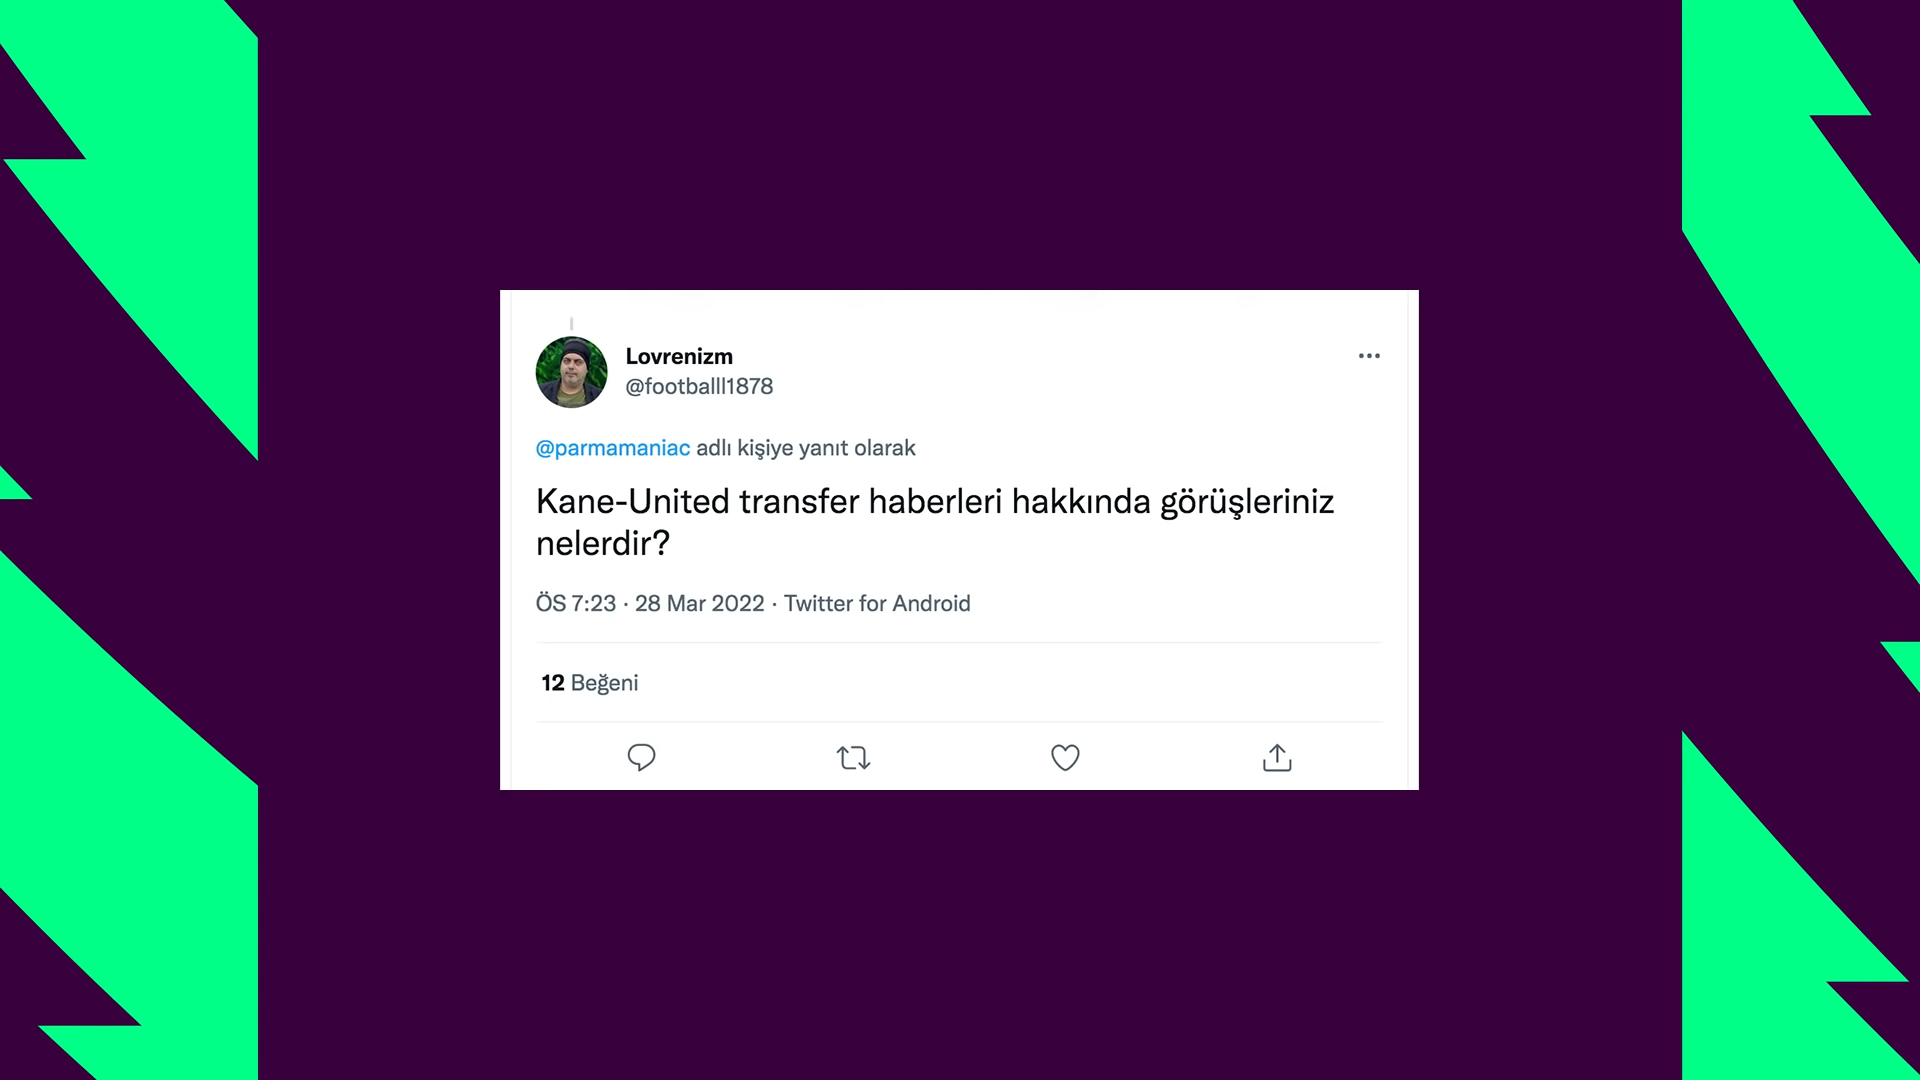 Lovrenizm
@footballl1878
@parmamaniac adlı kişiye yanıt olarak
Kane-United transfer haberleri hakkında görüşleriniz
nelerdir?
ÖS 7:23 · 28 Mar 2022 · Twitter for Android
12 Beğeni